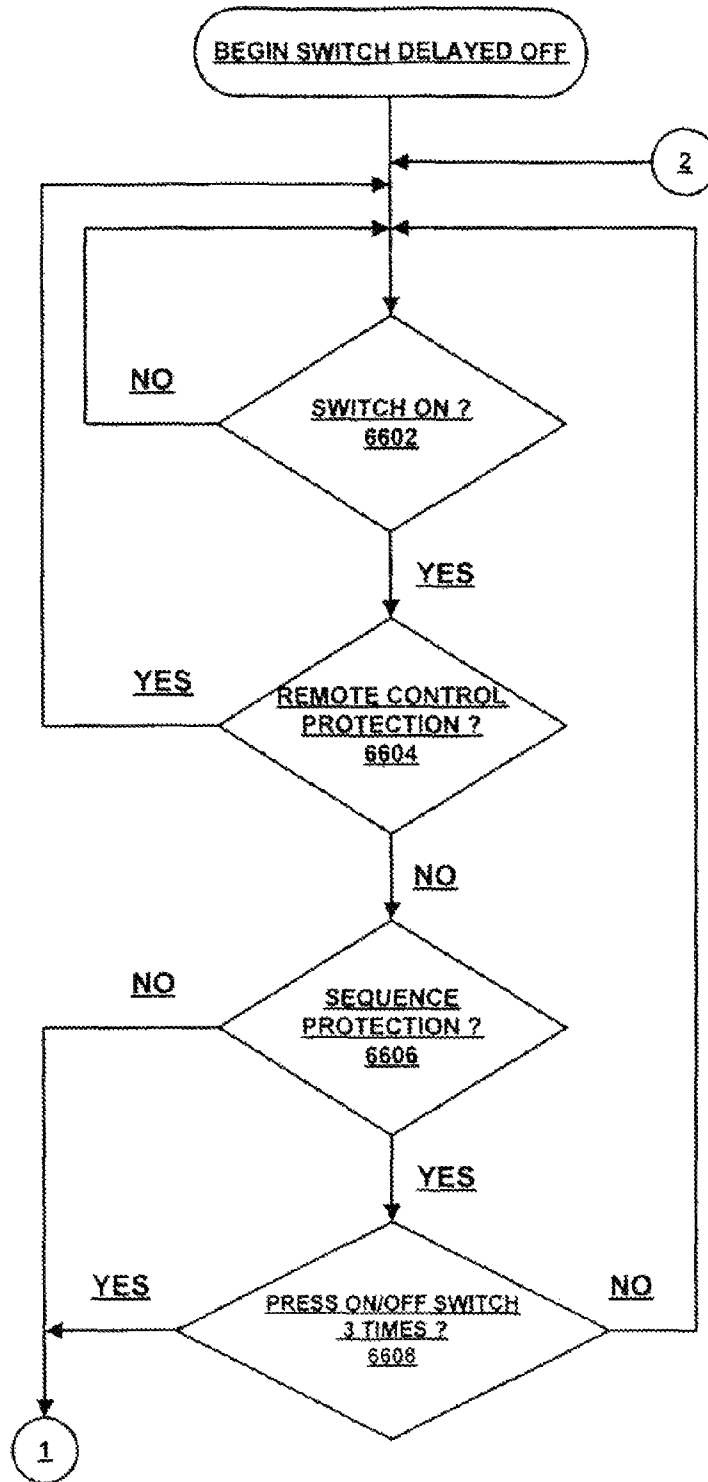 BEGIN SWITCH DELAYED OFF
2
NO
SWITCH ON ?
6602
YES
YES
REMOTE CONTROL
PROTECTION ?
6604
NO
NO
SEQUENCE
PROTECTION ?
6606
YES
YES
PRESS ON/OFF SWITCH
3 TIMES ?
6608
NO
1